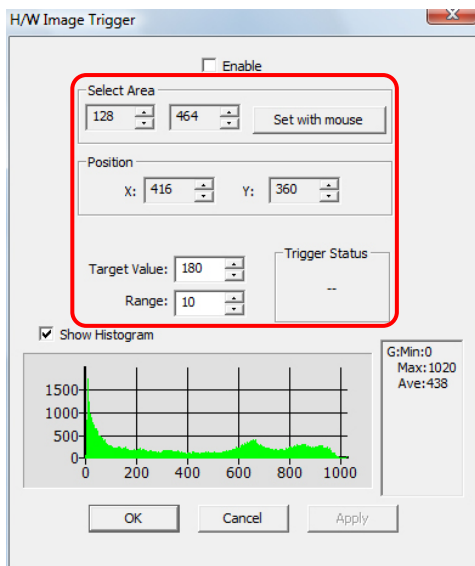 H/W Image Trigger
Enable
Select Area
128 464 Set with mouse
Position
X: 416 Y: 360
Trigger Status
Target Value: 180
--
Range: 10
Show Histogram
G:Min:0
Max:1020
Ave:438
1500
1000
500
0
0 200 400 600 800 1000
OK Cancel Apply